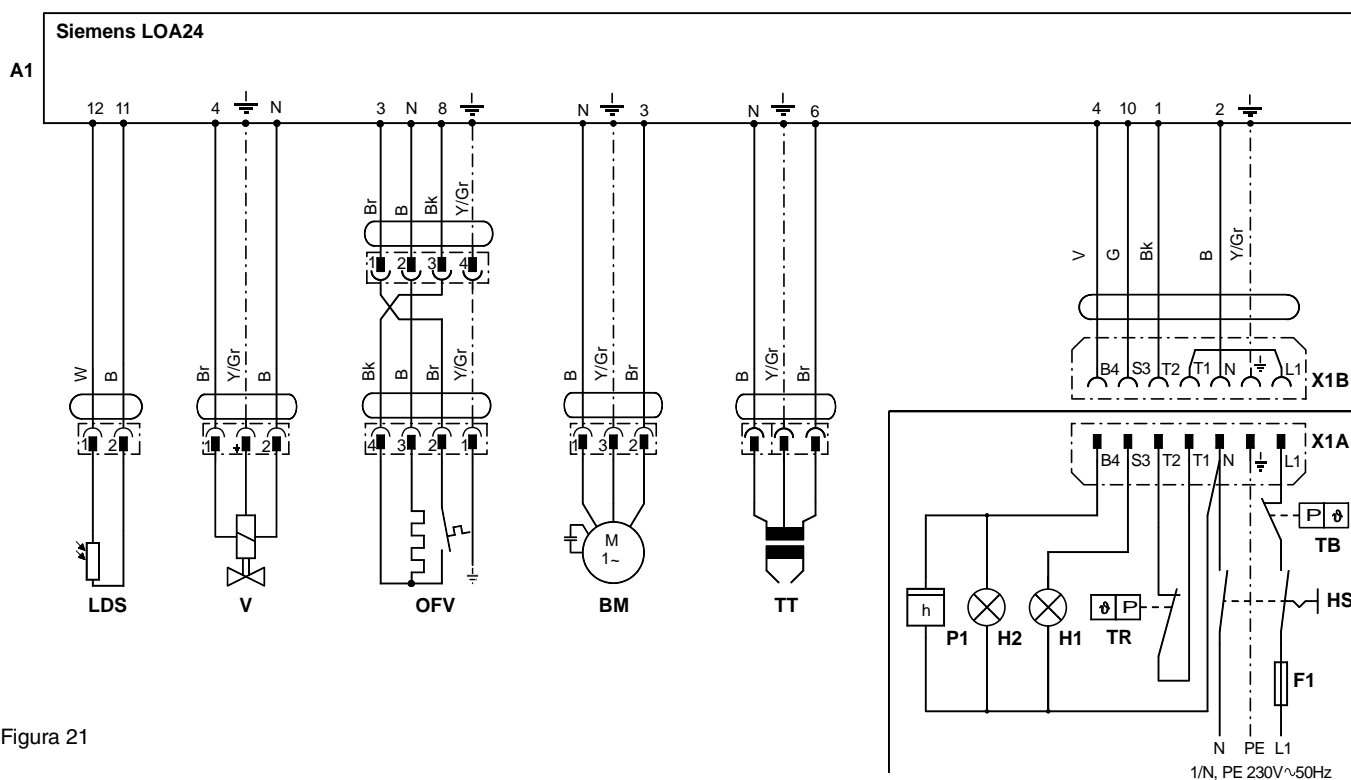 Siemens LOA24
A1
12 11 4 N 3 N 8 N 3 N 6 4 10 1 2
Br B Bk Y/Gr
V G Bk B Y/Gr
1 2 3 4
W B Br Y/Gr B Bk B Br Y/Gr B Y/Gr Br B Y/Gr Br
B4 S3 T2 T1 N L1 X1B
1 2 1 2 4 3 2 1 1 3 2
B4 S3 T2 T1 N L1 X1A
M
1~
P ϑ
TB
LDS V OFV BM TT
h P1 H2 H1 ϑ P TR HS
F1
Figura 21
N PE L1
1/N, PE 230V~50Hz